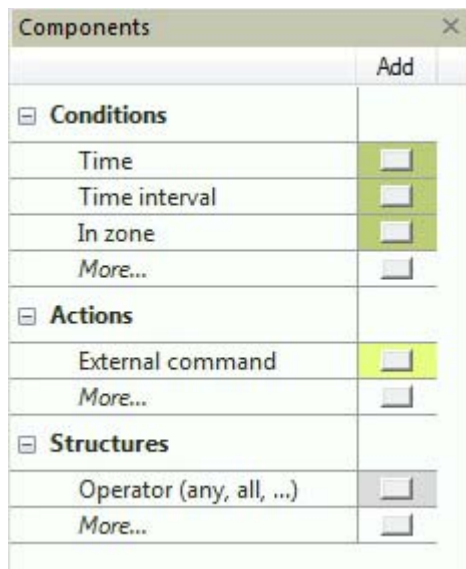 Components
Add
Conditions
Time
Time interval
In zone
More...
Actions
External command
More...
Structures
Operator (any, all, ...)
More...